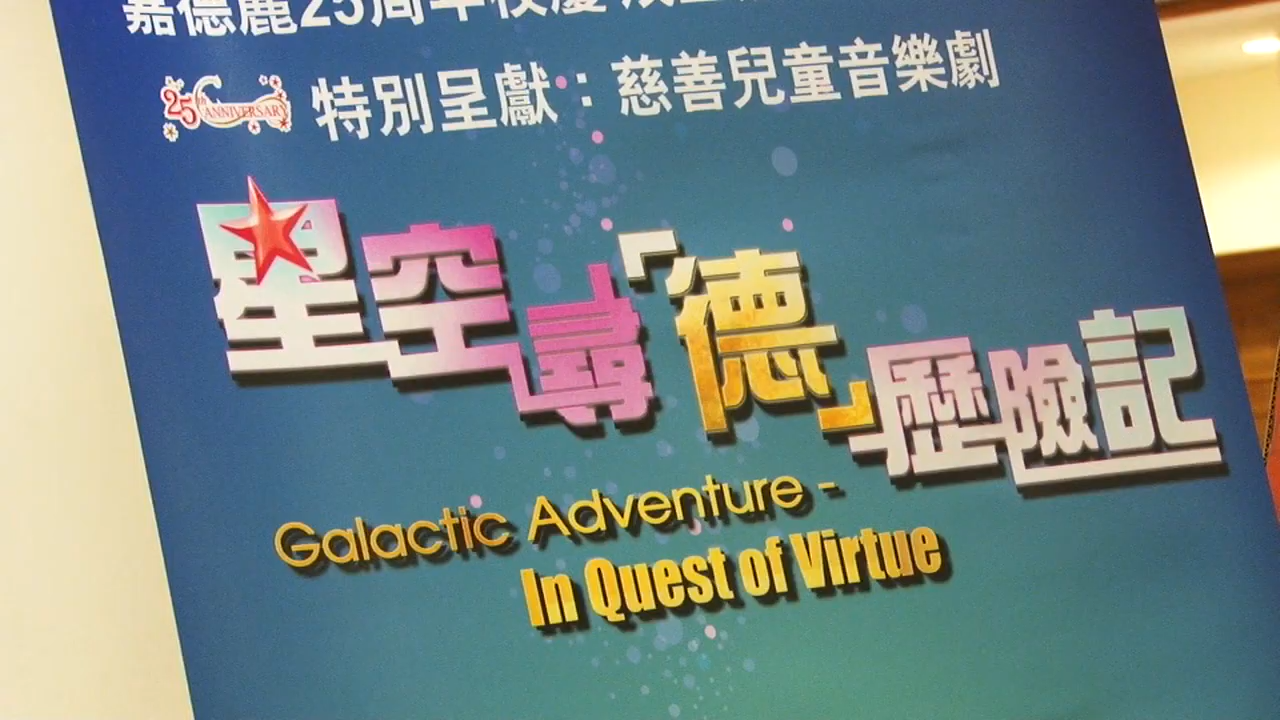 嘉德麗25周年校慶
25th ANNIVERSARY
特別呈獻：慈善兒童音樂劇
星空尋「德」歷險記
Galactic Adventure -
In Quest of Virtue